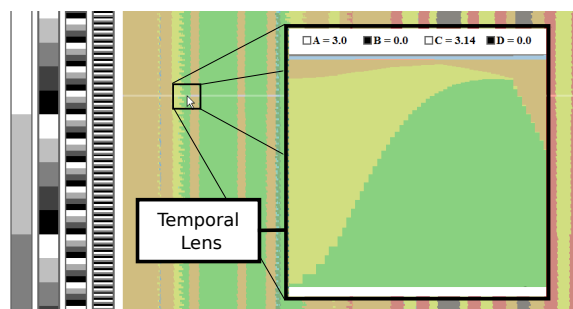 A = 3.0 B = 0.0 C = 3.14 D = 0.0
Temporal
Lens